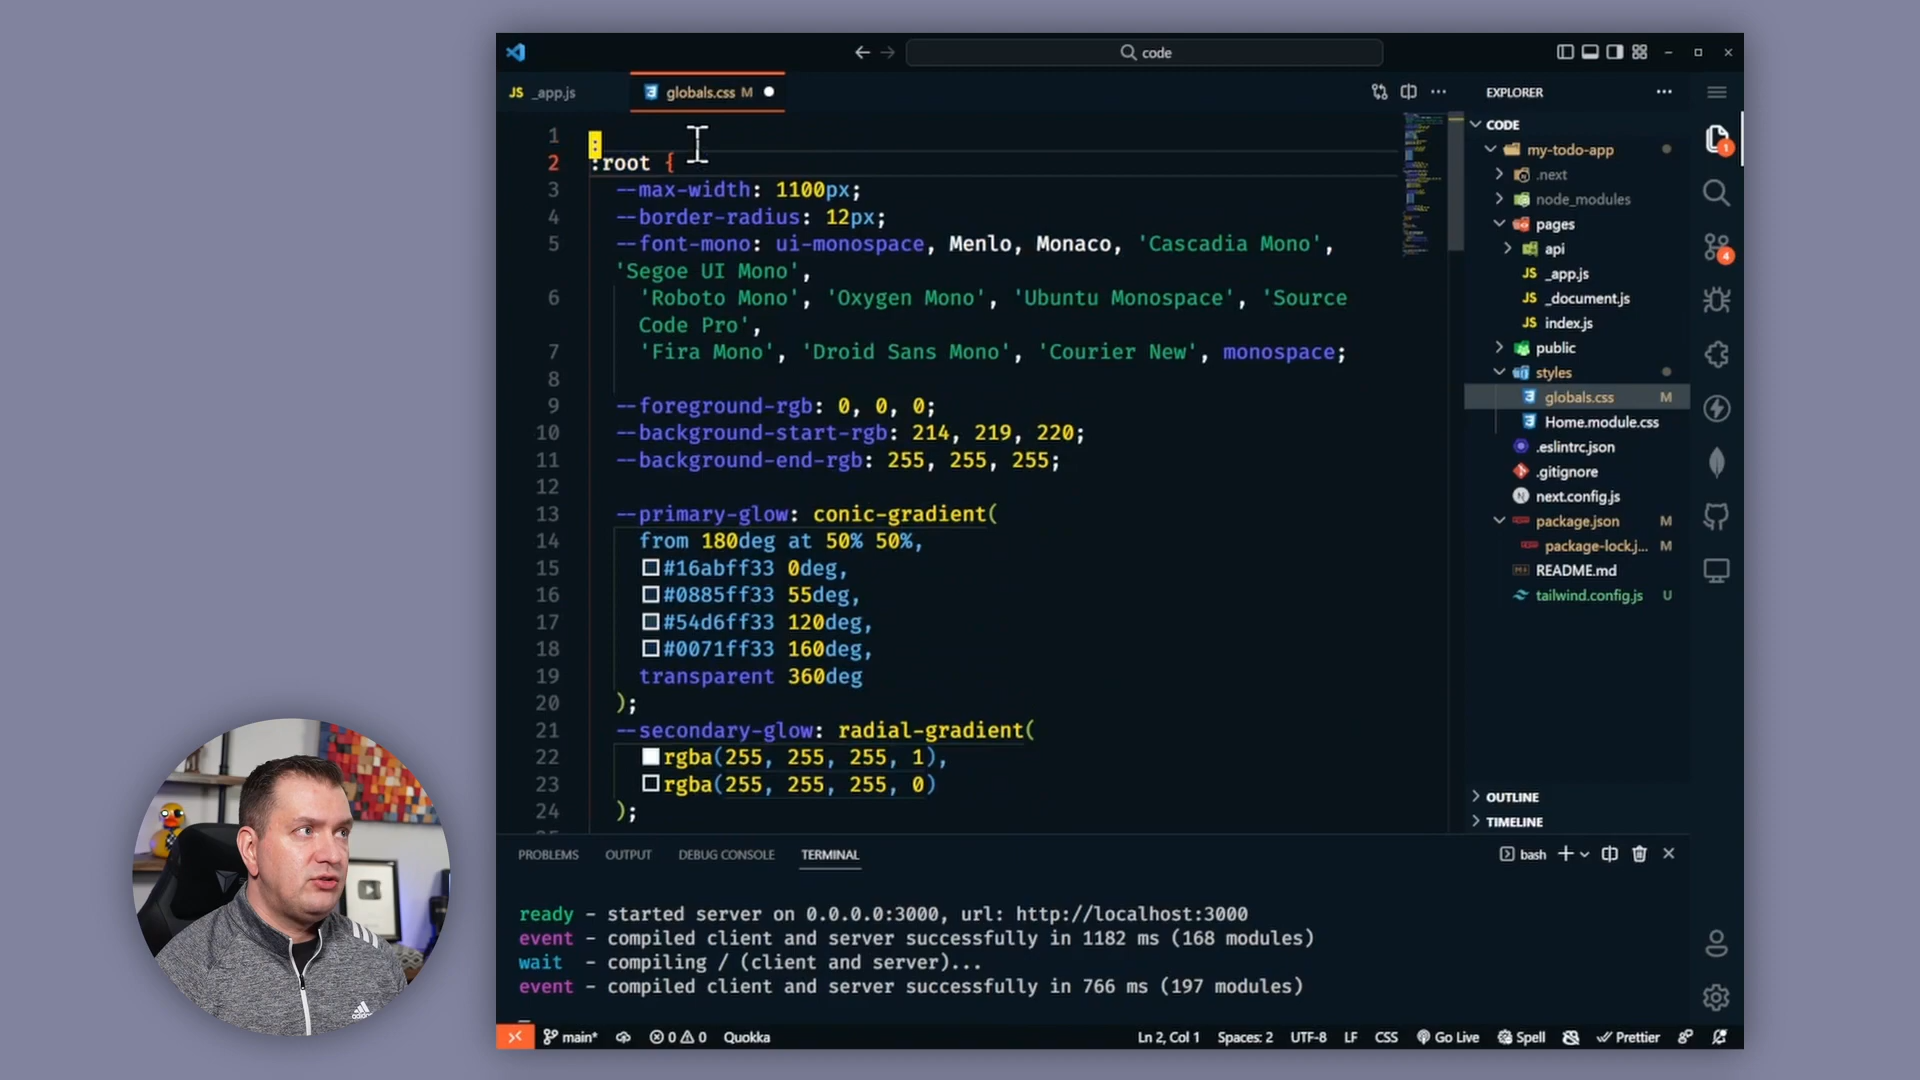 code
JS _app.js
globals.css M
EXPLORER
1
2 :root {
3 --max-width: 1100px;
4 --border-radius: 12px;
5 --font-mono: ui-monospace, Menlo, Monaco, 'Cascadia Mono',
'Segoe UI Mono',
6 'Roboto Mono', 'Oxygen Mono', 'Ubuntu Monospace', 'Source
Code Pro',
7 'Fira Mono', 'Droid Sans Mono', 'Courier New', monospace;
8
9 --foreground-rgb: 0, 0, 0;
10 --background-start-rgb: 214, 219, 220;
11 --background-end-rgb: 255, 255, 255;
12
13 --primary-glow: conic-gradient(
14 from 180deg at 50% 50%,
15 #16abff33 0deg,
16 #0885ff33 55deg,
17 #54d6ff33 120deg,
18 #0071ff33 160deg,
19 transparent 360deg
20 );
21 --secondary-glow: radial-gradient(
22 rgba(255, 255, 255, 1),
23 rgba(255, 255, 255, 0)
24 );
CODE
my-todo-app
.next
node_modules
pages
api
JS _app.js
JS _document.js
JS index.js
public
styles
globals.css M
Home.module.css
.eslintrc.json
.gitignore
N next.config.js
package.json M
package-lock.j... M
README.md
tailwind.config.js U
OUTLINE
TIMELINE
1
4
PROBLEMS OUTPUT DEBUG CONSOLE TERMINAL
bash
ready - started server on 0.0.0.0:3000, url: http://localhost:3000
event - compiled client and server successfully in 1182 ms (168 modules)
wait - compiling / (client and server)...
event - compiled client and server successfully in 766 ms (197 modules)
main* 0 0 Quokka
Ln 2, Col 1 Spaces: 2 UTF-8 LF CSS Go Live Spell Prettier
adidas